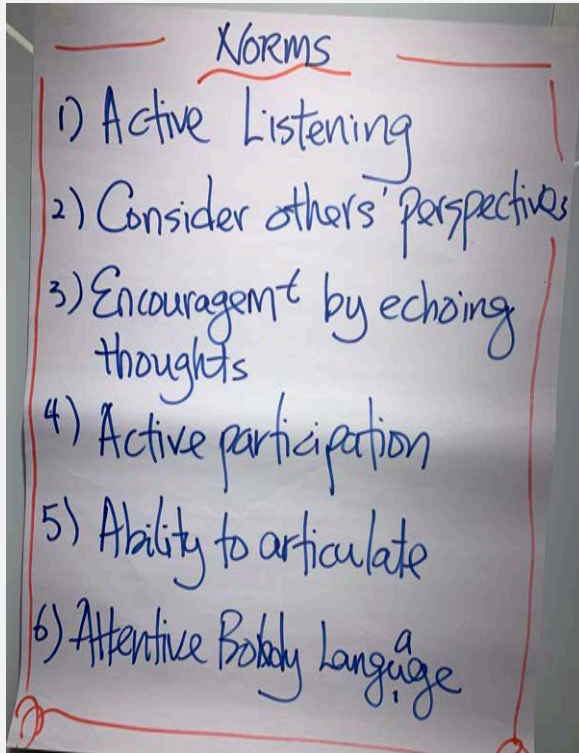 NORMS
1) Active Listening
2) Consider others' perspectives
3) Encouragemt by echoing
thoughts
4) Active participation
5) Ability to articulate
6) Attentive Bobdy Language